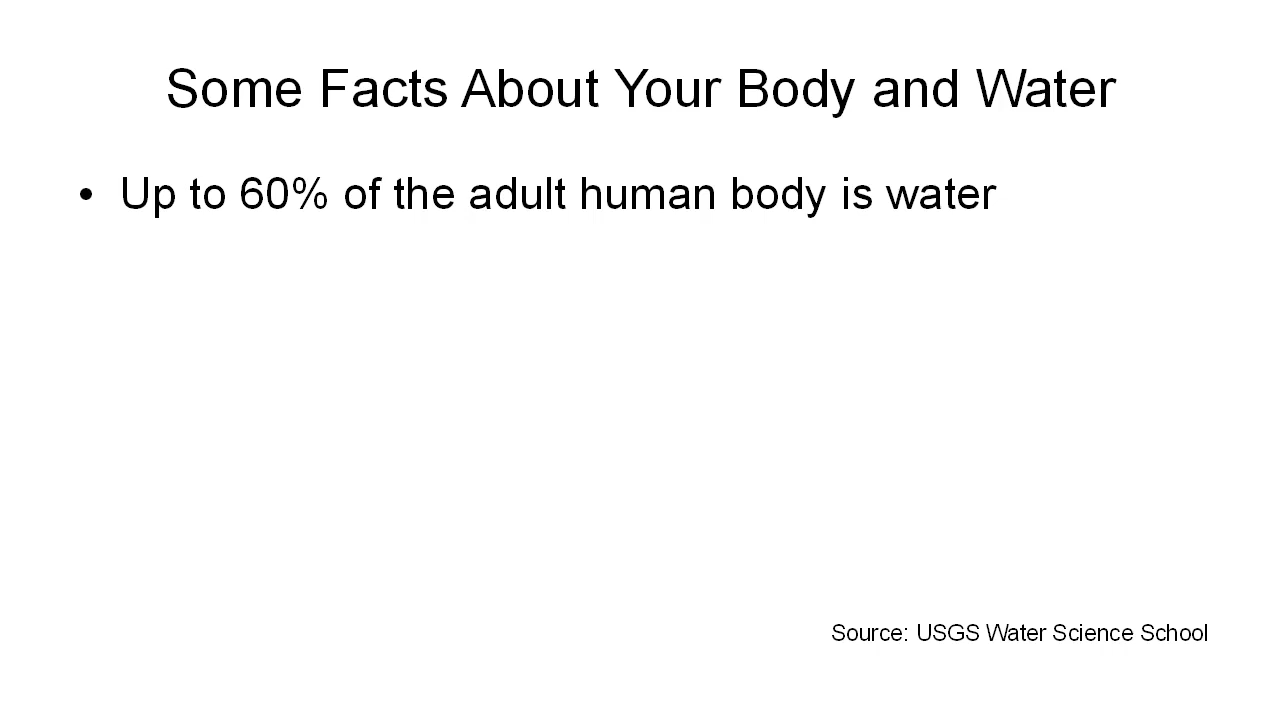 Some Facts About Your Body and Water
• Up to 60% of the adult human body is water
Source: USGS Water Science School